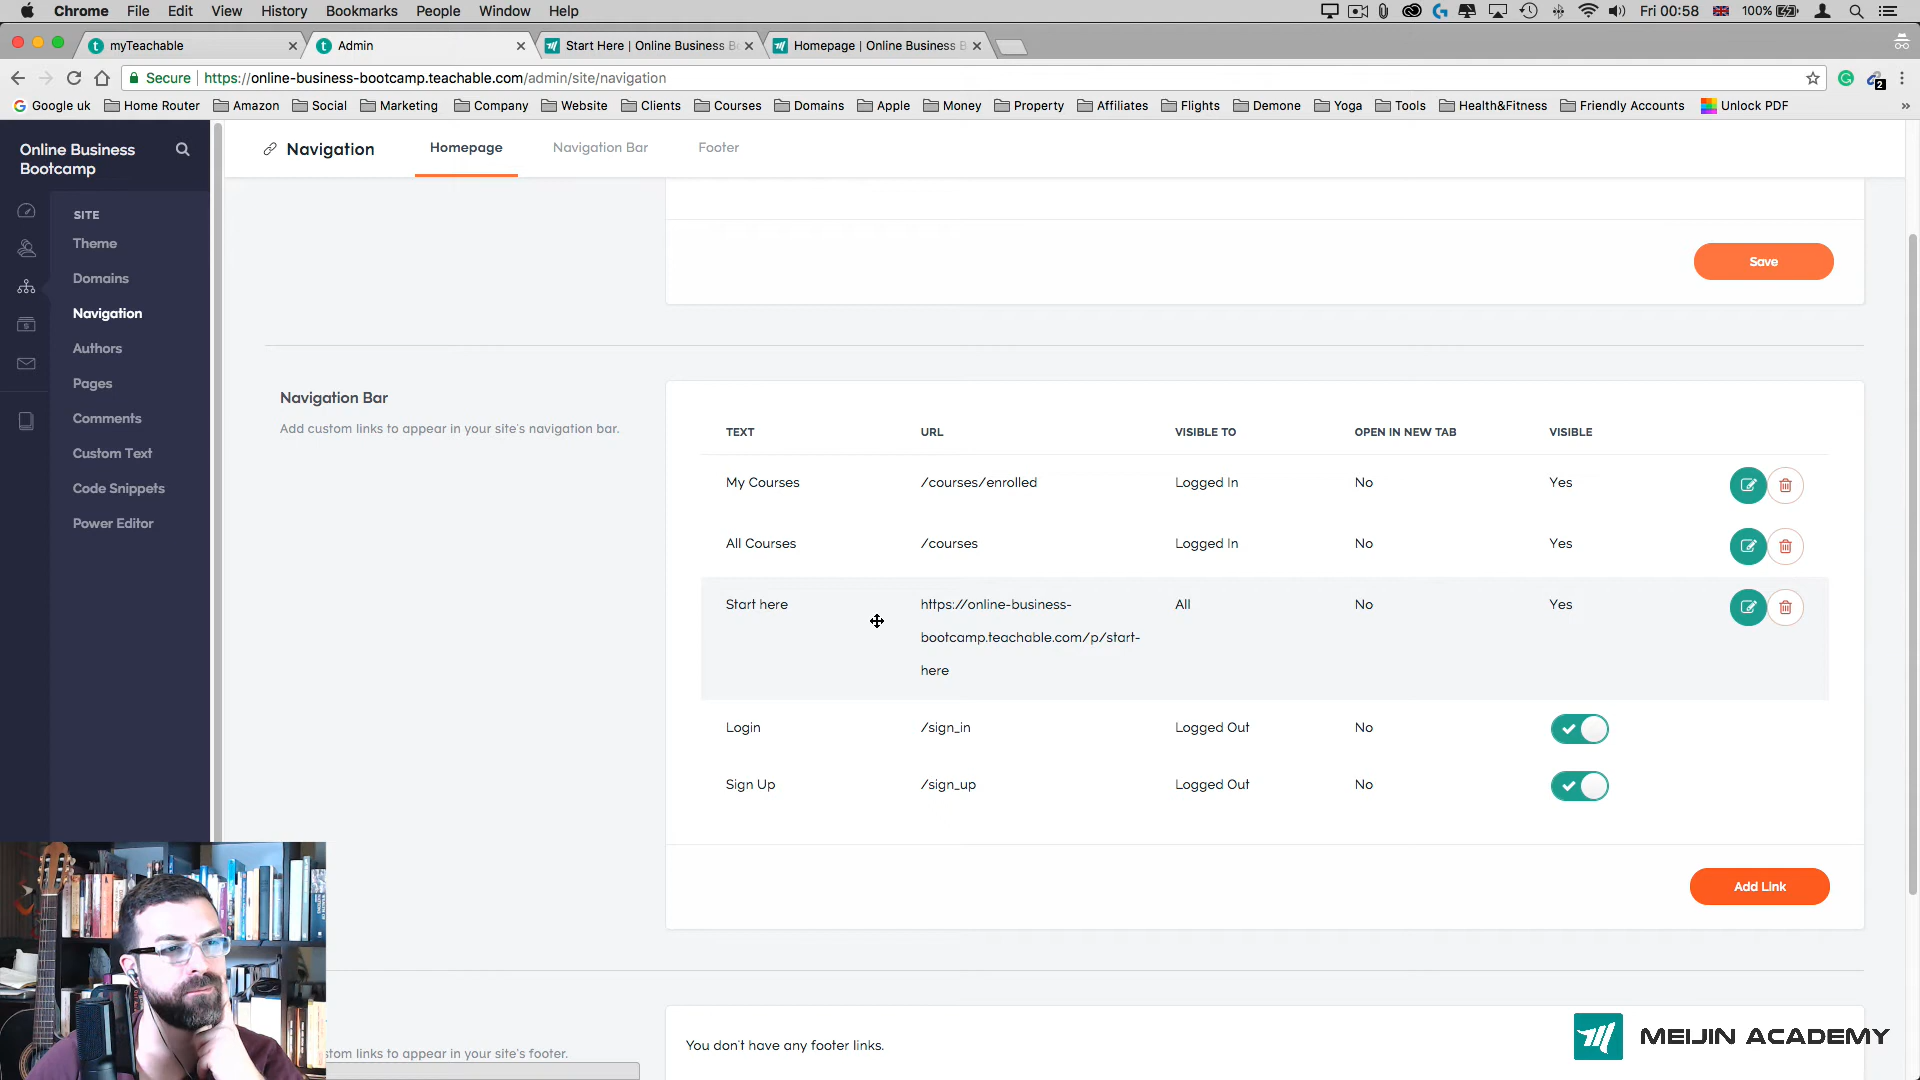 Chrome File Edit View History Bookmarks People Window Help Fri 00:58 100%
myTeachable Admin Start Here | Online Business B Homepage | Online Business B
Secure https://online-business-bootcamp.teachable.com/admin/site/navigation 2
Google uk Home Router Amazon Social Marketing Company Website Clients Courses Domains Apple Money Property Affiliates Flights Demone Yoga Tools Health&Fitness Friendly Accounts Unlock PDF »
Online Business
Bootcamp
Navigation Homepage Navigation Bar Footer
SITE
Theme
Domains
Navigation
Authors
Pages
Comments
Custom Text
Code Snippets
Power Editor
Save
Navigation Bar
Add custom links to appear in your site's navigation bar.
TEXT URL VISIBLE TO OPEN IN NEW TAB VISIBLE
My Courses /courses/enrolled Logged In No Yes
All Courses /courses Logged In No Yes
Start here https://online-business- All No Yes
bootcamp.teachable.com/p/start-
here
Login /sign_in Logged Out No
Sign Up /sign_up Logged Out No
Add Link
stom links to appear in your site's footer.
You don't have any footer links.
MEIJIN ACADEMY